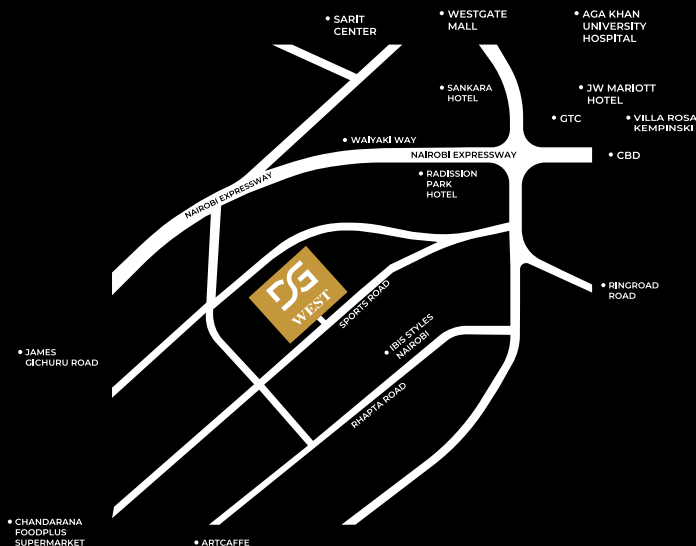 • SARIT
CENTER
• WESTGATE
MALL
• AGA KHAN
UNIVERSITY
HOSPITAL
• SANKARA
HOTEL
• JW MARIOTT
HOTEL
• GTC
• VILLA ROSA
KEMPINSKI
• WAIYAKI WAY
NAIROBI EXPRESSWAY
• CBD
• RADISSION
PARK
HOTEL
NAIROBI EXPRESSWAY
DG
WEST
SPORTS ROAD
• RINGROAD
ROAD
• IBIS STYLES
NAIROBI
• JAMES
GICHURU ROAD
RHAPTA ROAD
• CHANDARANA
FOODPLUS
SUPERMARKET
• ARTCAFFE